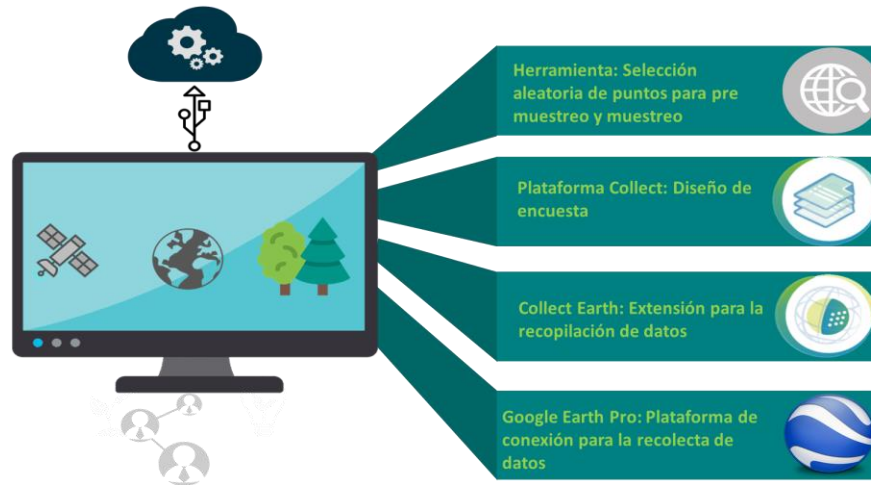 Herramienta: Selección
aleatoria de puntos para pre
muestreo y muestreo
Plataforma Collect: Diseño de
encuesta
Collect Earth: Extensión para la
recopilación de datos
Google Earth Pro: Plataforma de
conexión para la recolecta de
datos